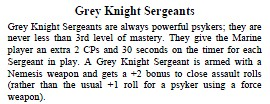 Grey Knight Sergeants
Grey Knight Sergeants are always powerful psykers; they are
never less than 3rd level of mastery. They give the Marine
player an extra 2 CPs and 30 seconds on the timer for each
Sergeant in play. A Grey Knight Sergeant is armed with a
Nemesis weapon and gets a +2 bonus to close assault rolls
(rather than the usual +1 roll for a psyker using a force
weapon).